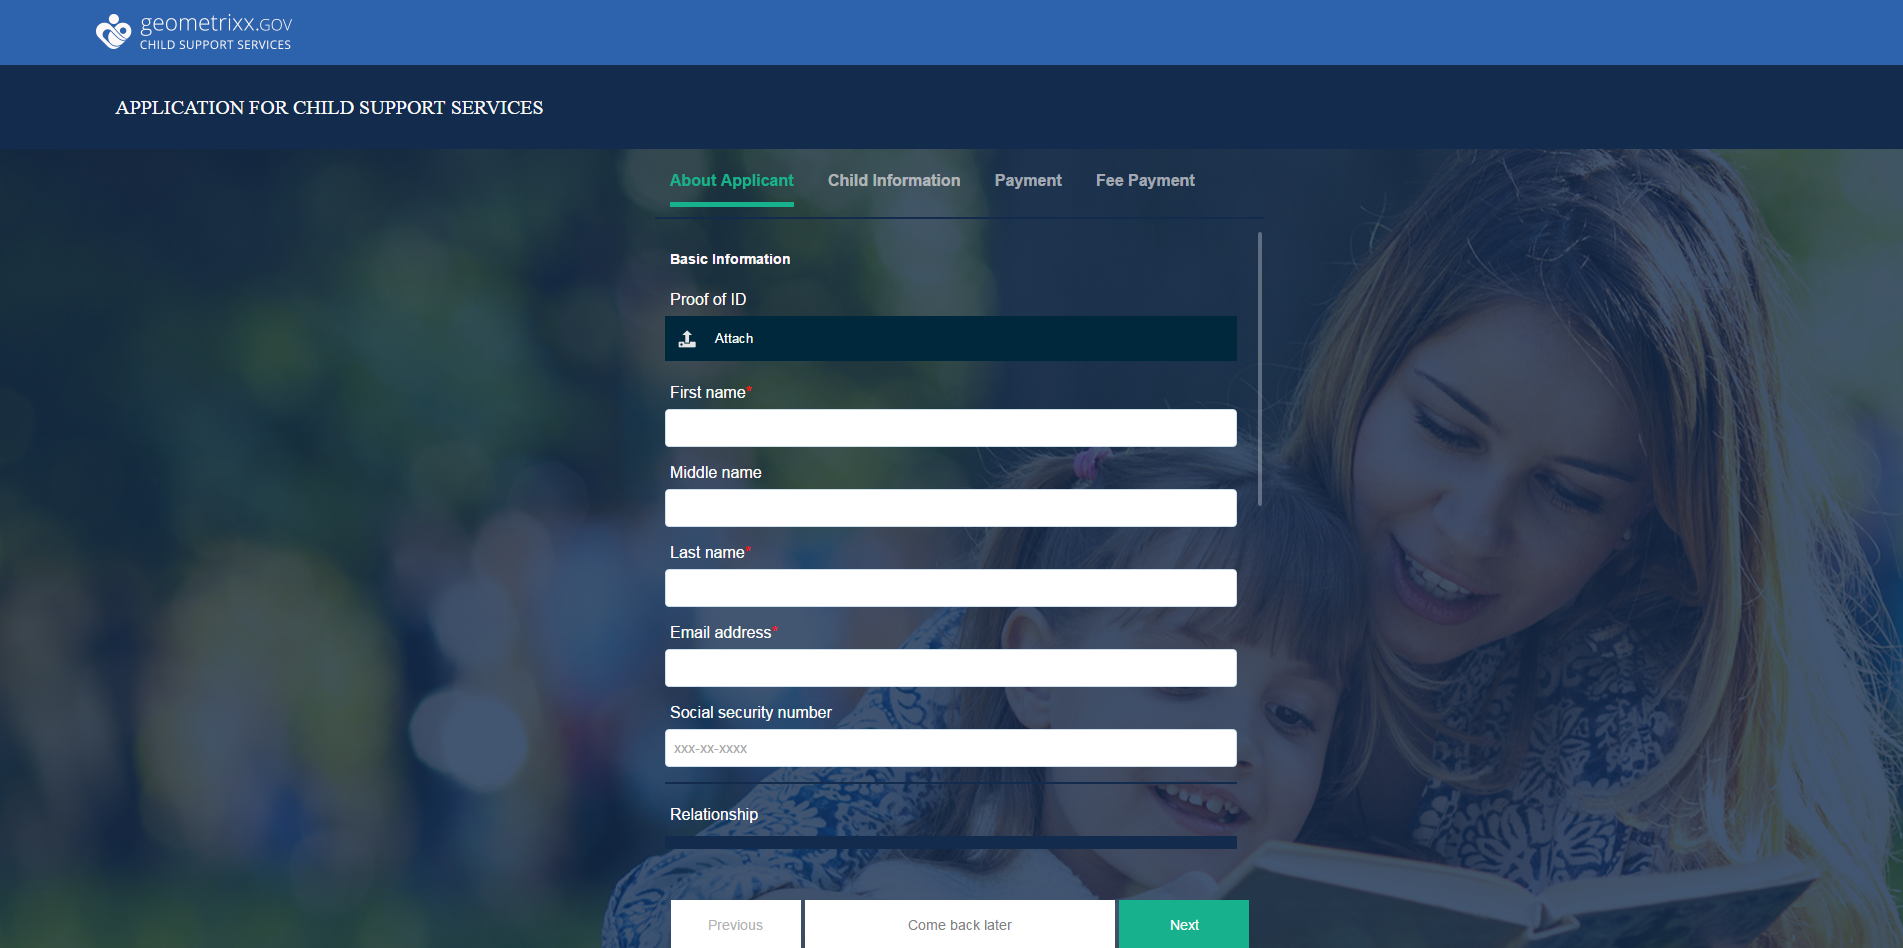 geometrixx.GOV
CHILD SUPPORT SERVICES
APPLICATION FOR CHILD SUPPORT SERVICES
About Applicant Child Information Payment Fee Payment
Basic Information
Proof of ID
Attach
First name*
Middle name
Last name*
Email address*
Social security number
xxx-xx-xxxx
Relationship
Previous Come back later Next